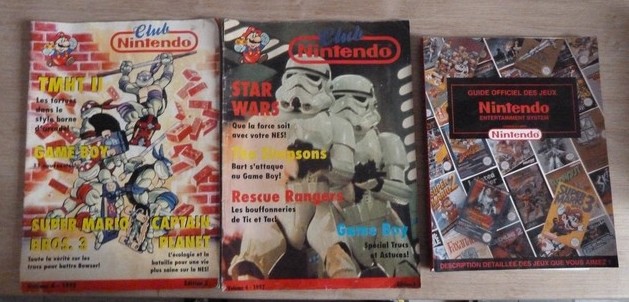 Club
Nintendo
TMHT II
Les tortues
dans le
style borne
d'arcade!
GAME BOY
SUPER MARIO
BROS. 3
Toute la vérité sur les
trucs pour battre Bowser!
CAPTAIN
PLANET
L'écologie et la
bataille pour une vie
plus saine sur la NES!
Club
Nintendo
STAR
WARS
Que la force soit
avec votre NES!
The Simpsons
Bart s'attaque
au Game Boy!
Rescue Rangers
Les bouffonneries
de Tic et Tac!
Game Boy
Spécial Trucs
et Astuces!
GUIDE OFFICIEL DES JEUX
Nintendo
ENTERTAINMENT SYSTEM
Nintendo
DESCRIPTION DETAILLEE DES JEUX QUE VOUS AIMEZ !